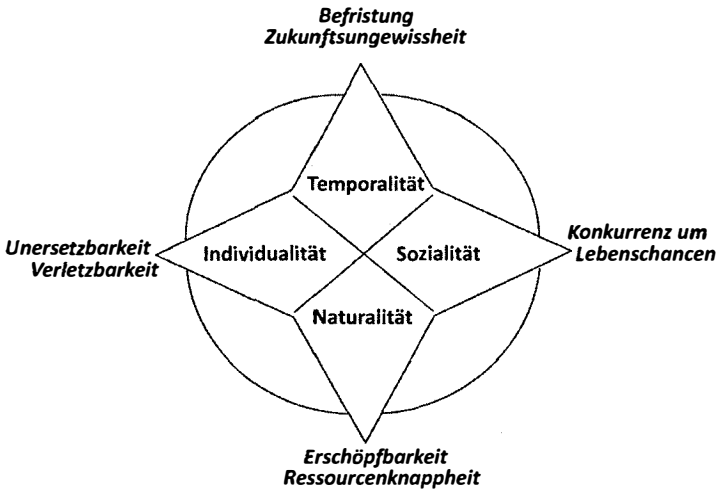 Befristung
Zukunftsungewissheit
Temporalität
Unersetzbarkeit
Verletzbarkeit
Individualität
Sozialität
Konkurrenz um
Lebenschancen
Naturalität
Erschöpfbarkeit
Ressourcenknappheit